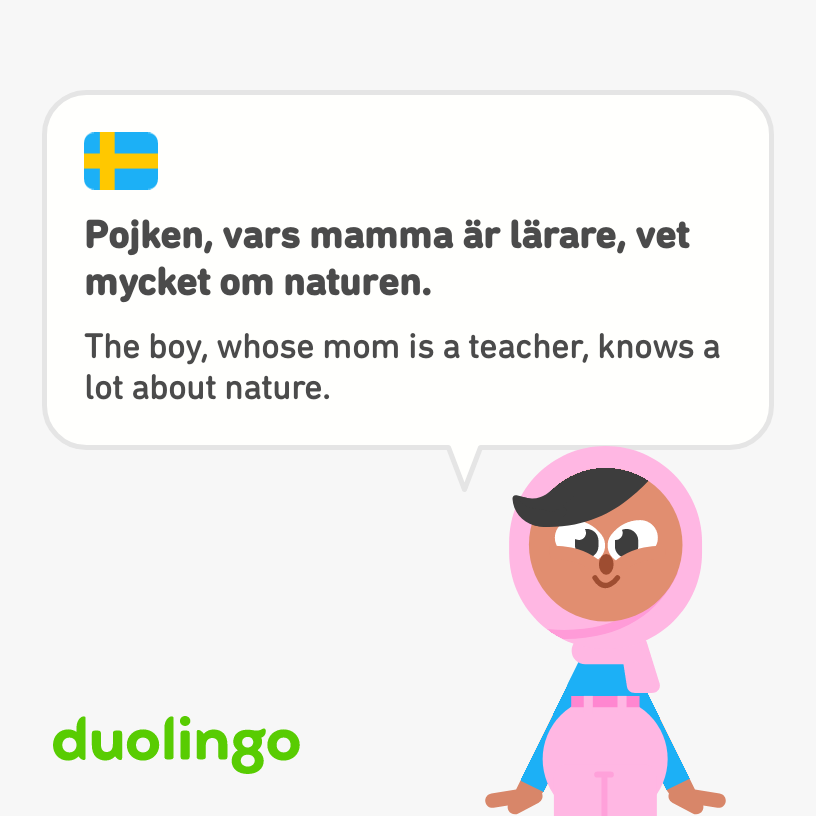 Pojken, vars mamma är lärare, vet
mycket om naturen.
The boy, whose mom is a teacher, knows a
lot about nature.
duolingo